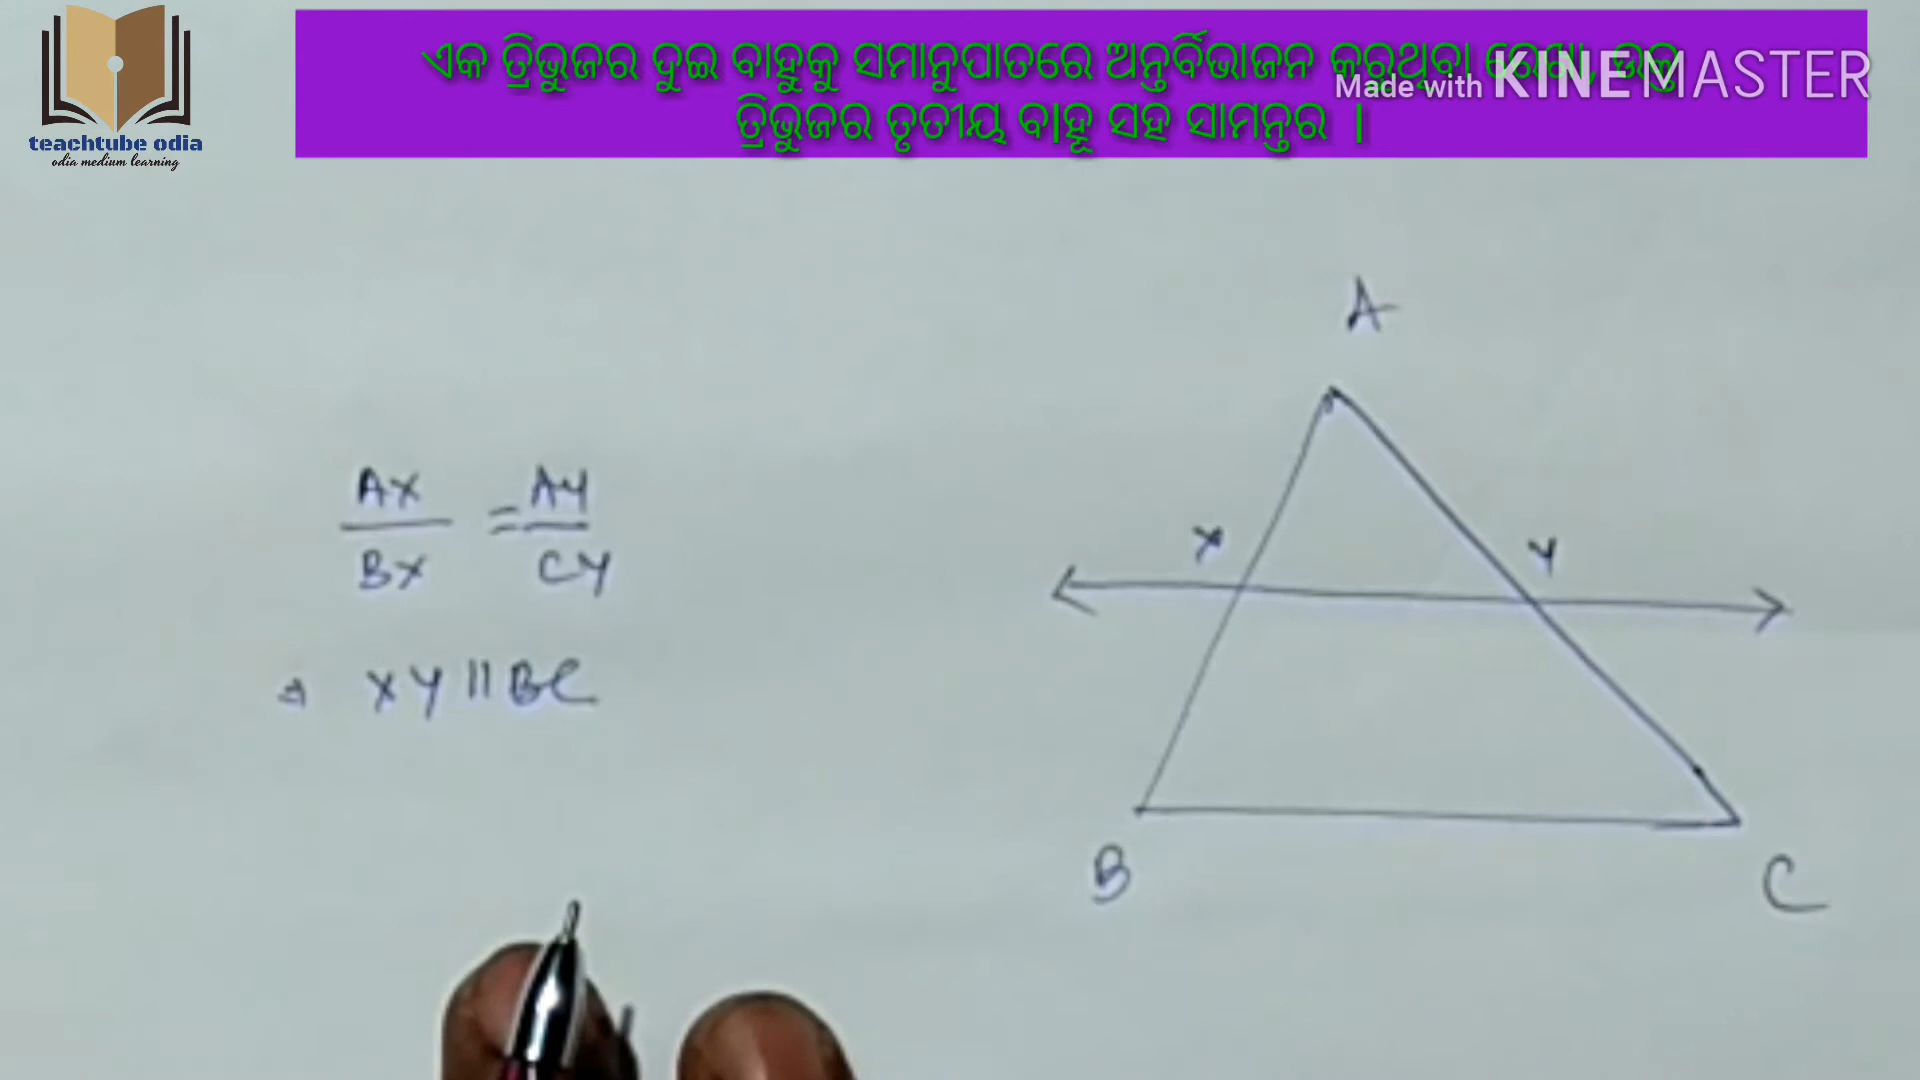 ଏକ ତ୍ରିଭୁଜର ଦୁଇ ବାହୁକୁ ସମାନୁପାତରେ ଅନ୍ତର୍ବିଭାଜନ କରୁଥିବା ରେଖା, ଉକ୍ତ
Made with KINEMASTER
ତ୍ରିଭୁଜର ତୃତୀୟ ବାହୂ ସହ ସାମନ୍ତର ।
teachtube odia
odia medium learning
A
AX/BX = AY/CY
X Y
⇒ XY || BC
B C